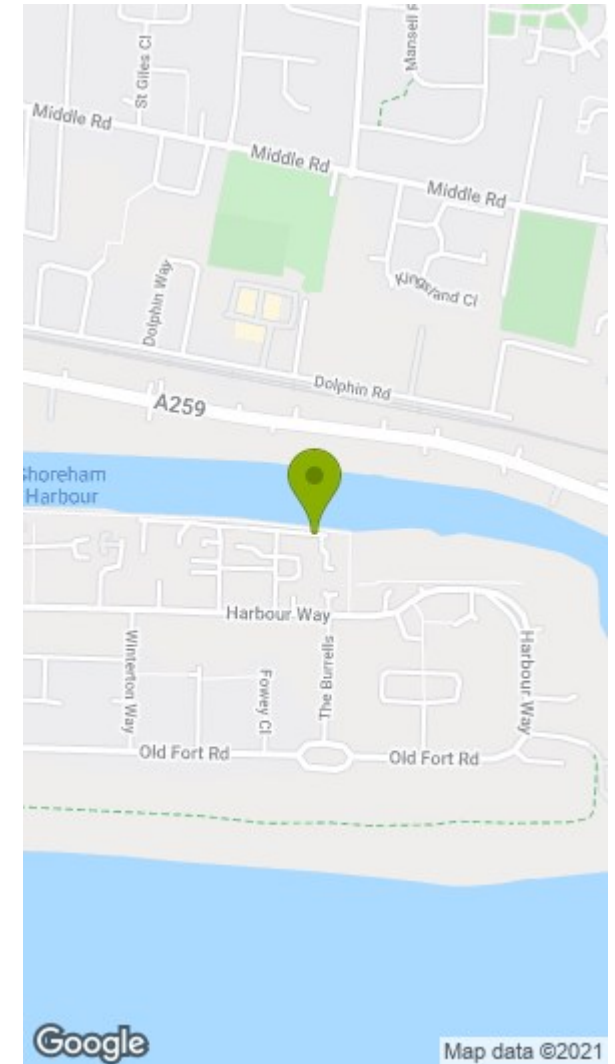 St Giles Cl
Mansell R
Middle Rd
Middle Rd
Middle Rd
Dolphin Way
Kingsland Cl
Dolphin Rd
A259
Shoreham
Harbour
Harbour Way
Winterton Way
Fowey Cl
The Burrells
Harbour Way
Old Fort Rd
Old Fort Rd
Google
Map data ©2021